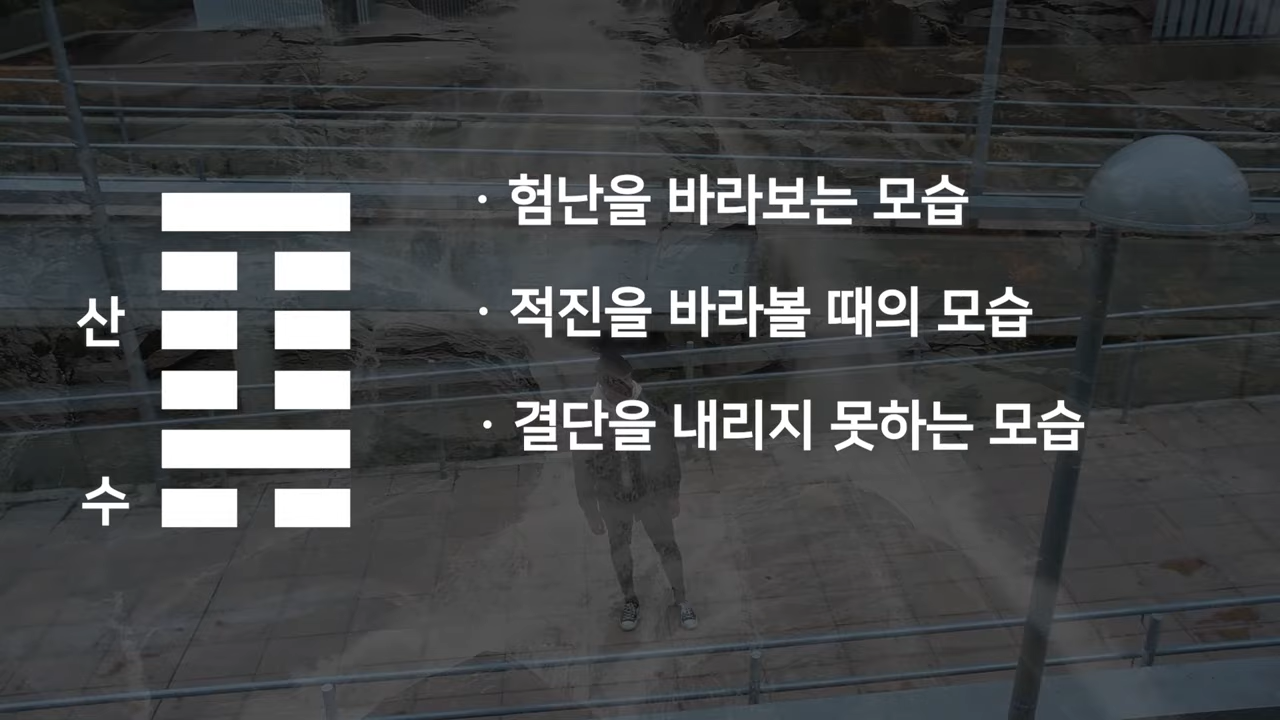 · 험난을 바라보는 모습
산
· 적진을 바라볼 때의 모습
· 결단을 내리지 못하는 모습
수